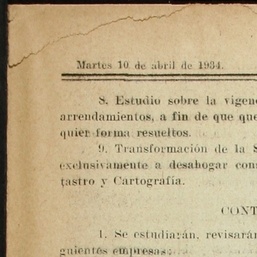 Martes 10 de abril de 1934.
8. Estudio sobre la vigenc
arrendamientos, a fin de que que
quier forma resueltos.
9. Transformación de la S
exclusivamente a desahogar cons
tastro y Cartografía.
CONT
1. Se estudiarán, revisarán
guientes empresas: